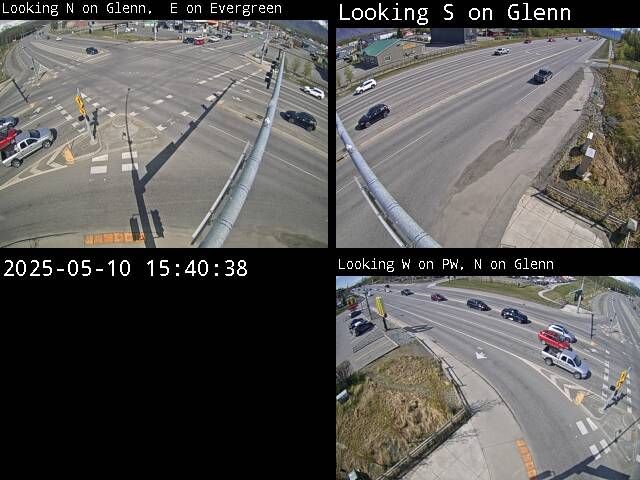 Looking N on Glenn,  E on Evergreen
Looking S on Glenn
2025-05-10 15:40:38
Looking W on PW, N on Glenn